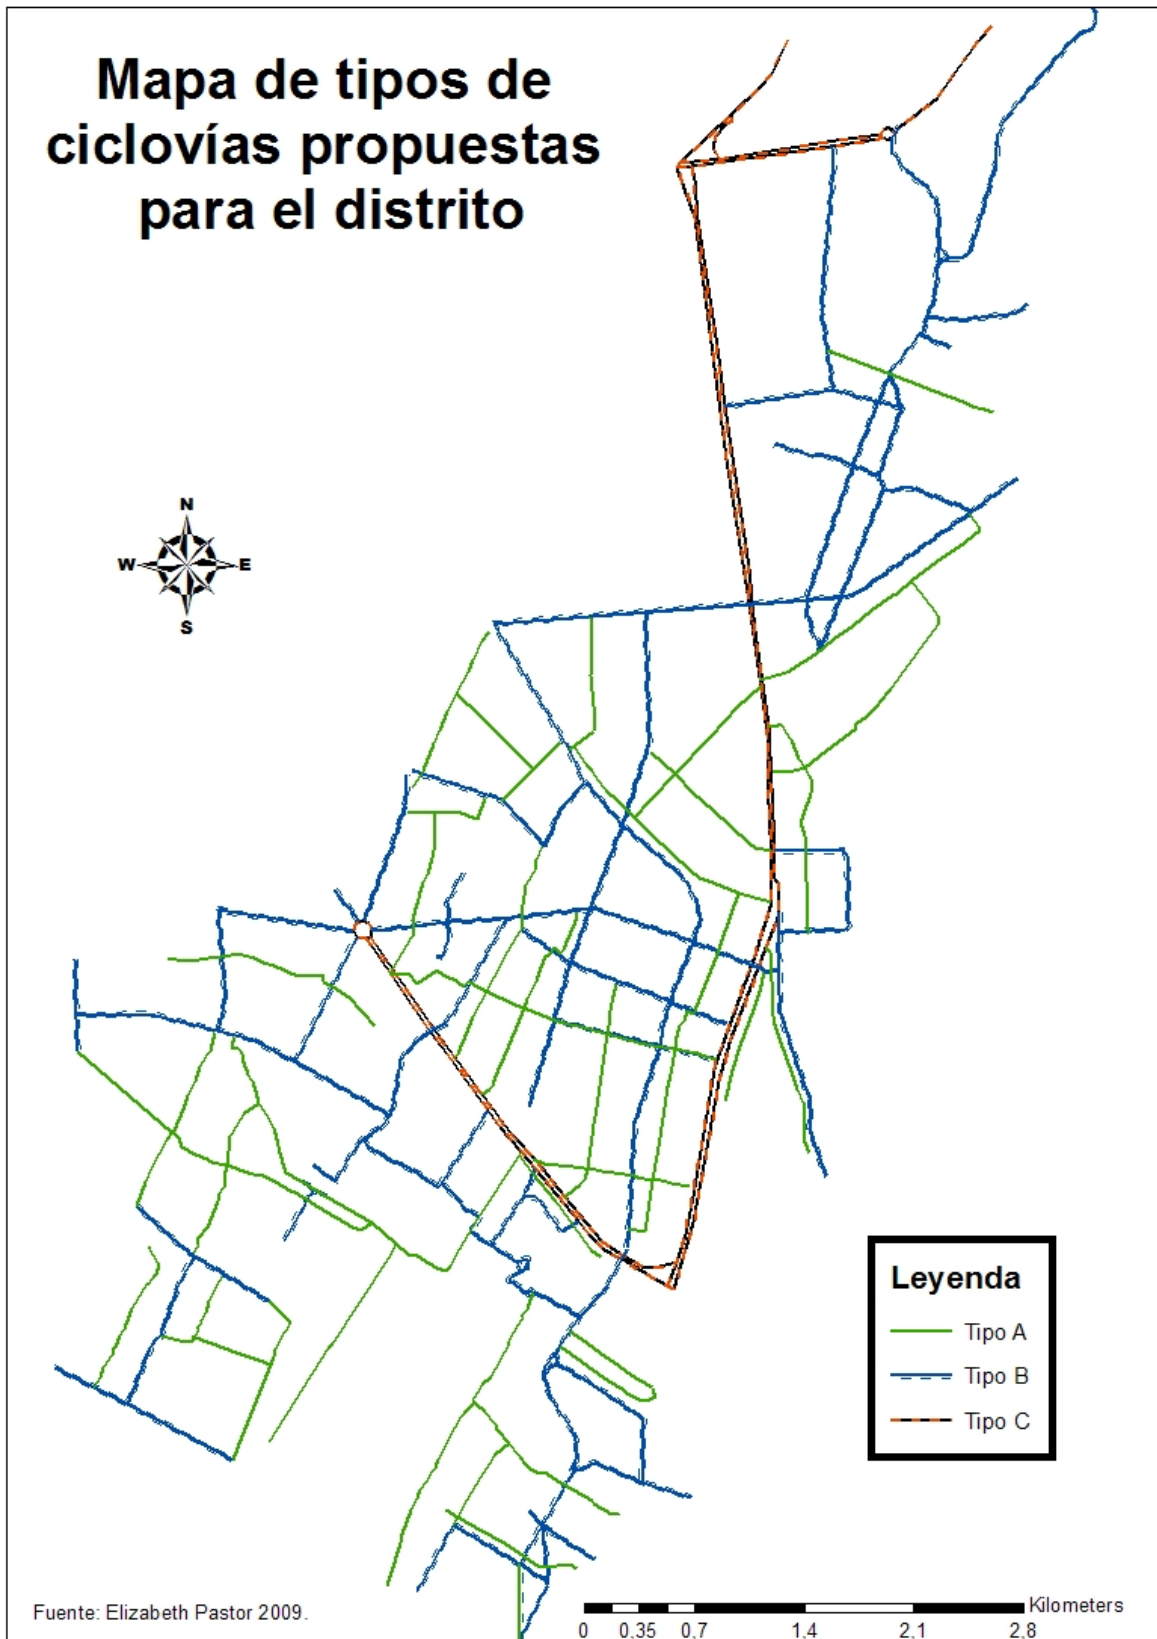 Mapa de tipos de
ciclovías propuestas
para el distrito
N
W E
S
Leyenda
Tipo A
Tipo B
Tipo C
Fuente: Elizabeth Pastor 2009.
Kilometers
0 0,35 0,7 1,4 2,1 2,8